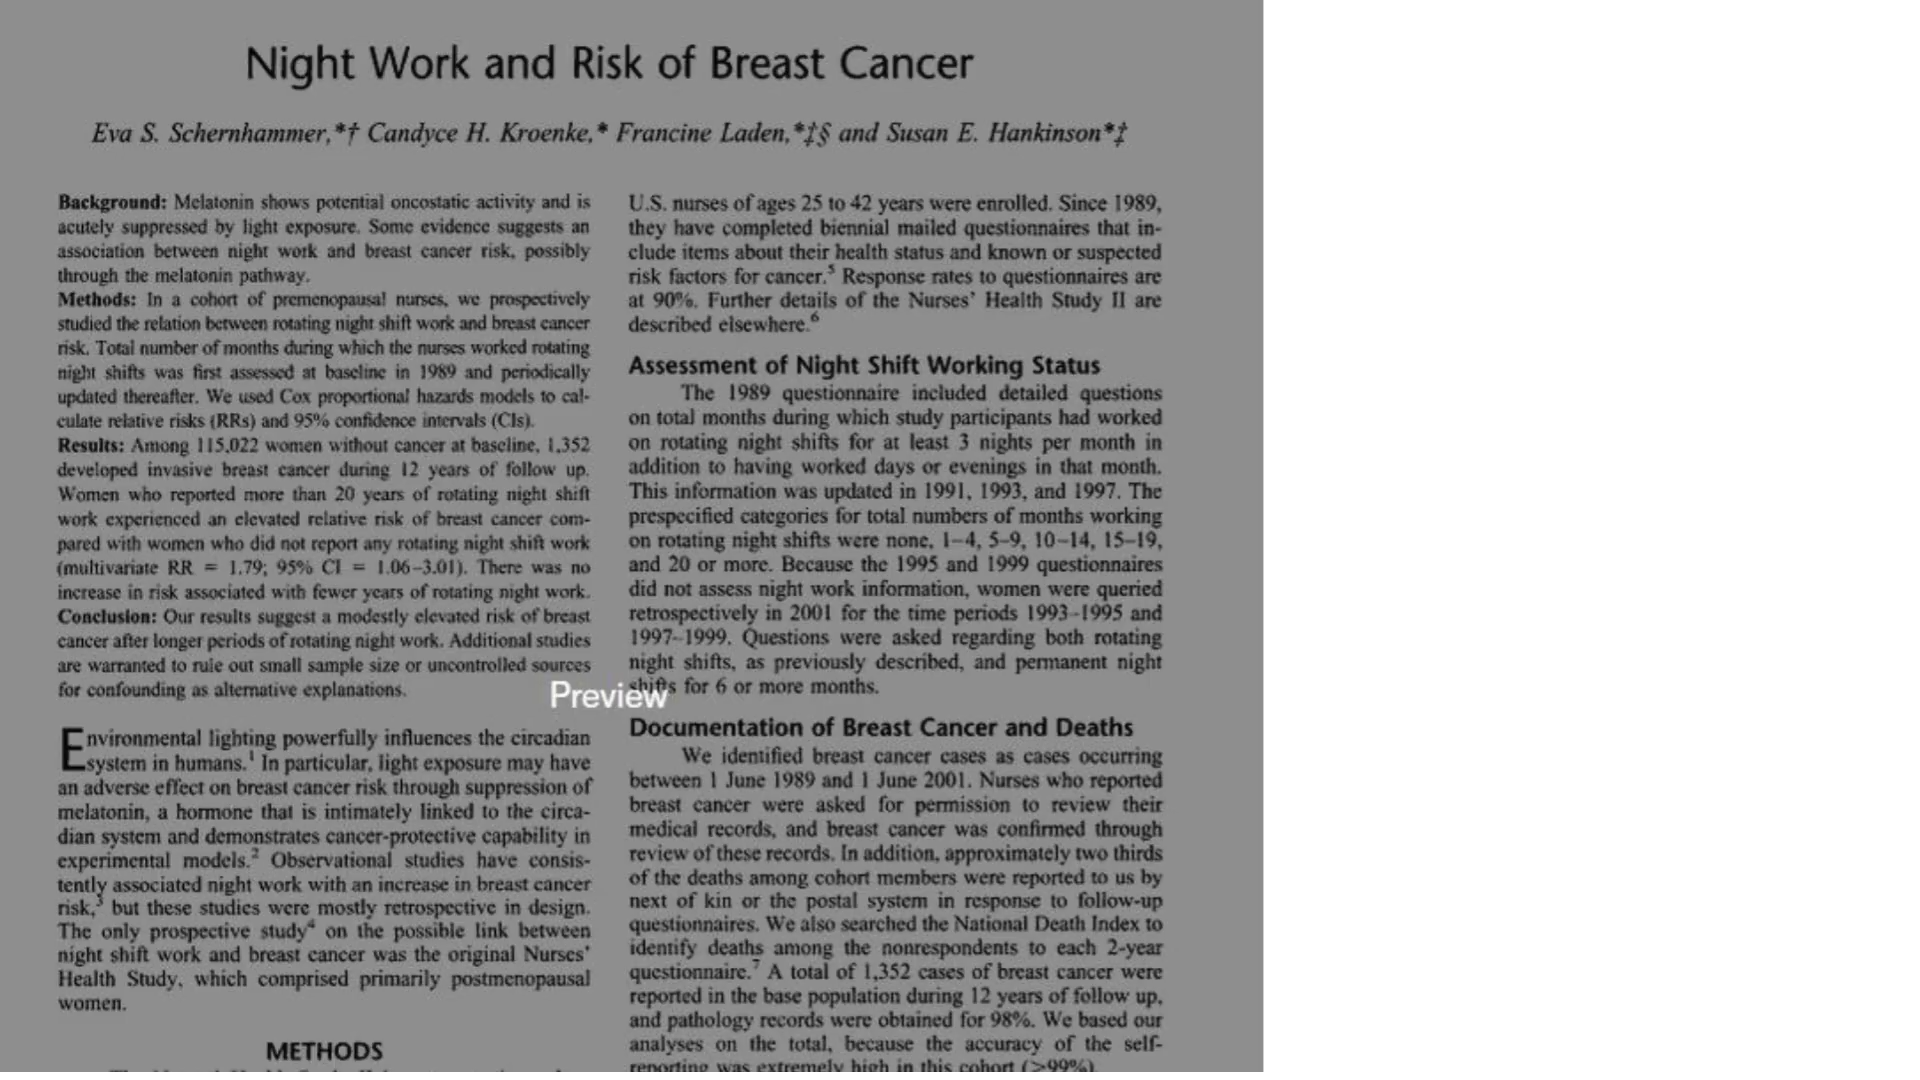 Night Work and Risk of Breast Cancer
Eva S. Schernhammer,*† Candyce H. Kroenke,* Francine Laden,*‡§ and Susan E. Hankinson*‡
Background: Melatonin shows potential oncostatic activity and is
acutely suppressed by light exposure. Some evidence suggests an
association between night work and breast cancer risk, possibly
through the melatonin pathway.
Methods: In a cohort of premenopausal nurses, we prospectively
studied the relation between rotating night shift work and breast cancer
risk. Total number of months during which the nurses worked rotating
night shifts was first assessed at baseline in 1989 and periodically
updated thereafter. We used Cox proportional hazards models to cal-
culate relative risks (RRs) and 95% confidence intervals (CIs).
Results: Among 115,022 women without cancer at baseline, 1,352
developed invasive breast cancer during 12 years of follow up.
Women who reported more than 20 years of rotating night shift
work experienced an elevated relative risk of breast cancer com-
pared with women who did not report any rotating night shift work
(multivariate RR = 1.79; 95% CI = 1.06–3.01). There was no
increase in risk associated with fewer years of rotating night work.
Conclusion: Our results suggest a modestly elevated risk of breast
cancer after longer periods of rotating night work. Additional studies
are warranted to rule out small sample size or uncontrolled sources
for confounding as alternative explanations.
Environmental lighting powerfully influences the circadian
system in humans.1 In particular, light exposure may have
an adverse effect on breast cancer risk through suppression of
melatonin, a hormone that is intimately linked to the circa-
dian system and demonstrates cancer-protective capability in
experimental models.2 Observational studies have consis-
tently associated night work with an increase in breast cancer
risk,3 but these studies were mostly retrospective in design.
The only prospective study4 on the possible link between
night shift work and breast cancer was the original Nurses'
Health Study, which comprised primarily postmenopausal
women.
METHODS
U.S. nurses of ages 25 to 42 years were enrolled. Since 1989,
they have completed biennial mailed questionnaires that in-
clude items about their health status and known or suspected
risk factors for cancer.5 Response rates to questionnaires are
at 90%. Further details of the Nurses' Health Study II are
described elsewhere.6
Assessment of Night Shift Working Status
The 1989 questionnaire included detailed questions
on total months during which study participants had worked
on rotating night shifts for at least 3 nights per month in
addition to having worked days or evenings in that month.
This information was updated in 1991, 1993, and 1997. The
prespecified categories for total numbers of months working
on rotating night shifts were none, 1–4, 5–9, 10–14, 15–19,
and 20 or more. Because the 1995 and 1999 questionnaires
did not assess night work information, women were queried
retrospectively in 2001 for the time periods 1993–1995 and
1997–1999. Questions were asked regarding both rotating
night shifts, as previously described, and permanent night
shifts for 6 or more months.
Preview
Documentation of Breast Cancer and Deaths
We identified breast cancer cases as cases occurring
between 1 June 1989 and 1 June 2001. Nurses who reported
breast cancer were asked for permission to review their
medical records, and breast cancer was confirmed through
review of these records. In addition, approximately two thirds
of the deaths among cohort members were reported to us by
next of kin or the postal system in response to follow-up
questionnaires. We also searched the National Death Index to
identify deaths among the nonrespondents to each 2-year
questionnaire.7 A total of 1,352 cases of breast cancer were
reported in the base population during 12 years of follow up,
and pathology records were obtained for 98%. We based our
analyses on the total, because the accuracy of the self-
reporting was extremely high in this cohort (>99%).